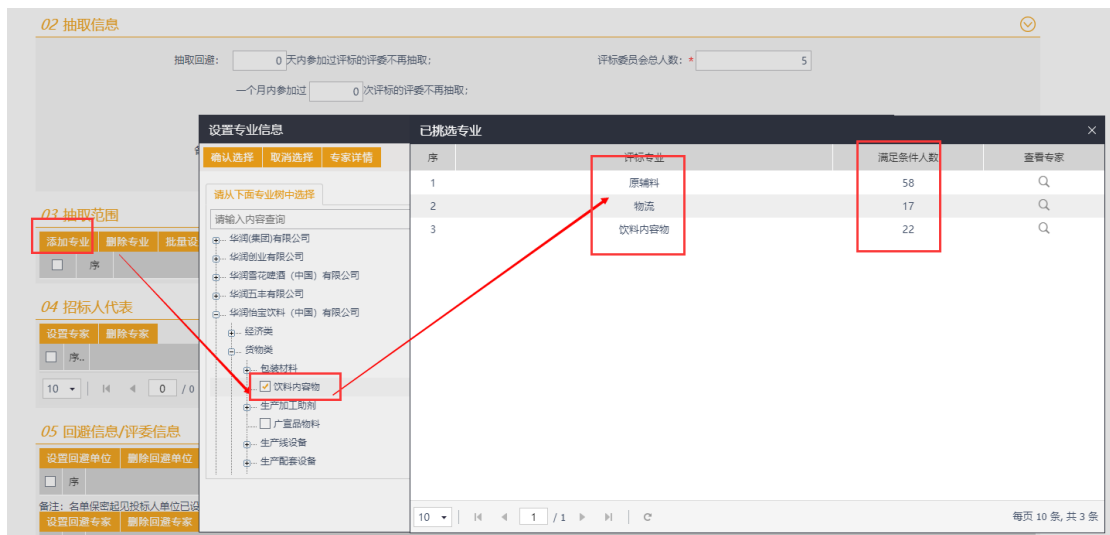 02 抽取信息
抽取回避： 0 天内参加过评标的评委不再抽取；
评标委员会总人数：* 5
一个月内参加过 0 次评标的评委不再抽取；
03 抽取范围
添加专业 删除专业 批量设
序
04 招标人代表
设置专家 删除专家
序..
10 0 / 0
05 回避信息/评委信息
设置回避单位 删除回避单位
序
备注：名单保密起见投标人单位已设
设置回避专家 删除回避专家
设置专业信息
确认选择 取消选择 专家详情
请从下面专业树中选择
请输入内容查询
华润(集团)有限公司
华润创业有限公司
华润雪花啤酒（中国）有限公司
华润五丰有限公司
华润怡宝饮料（中国）有限公司
经济类
货物类
包装材料
饮料内容物
生产加工助剂
广宣品物料
生产线设备
生产配套设备
已挑选专业 ×
序 评标专业 满足条件人数 查看专家
1 原辅料 58
2 物流 17
3 饮料内容物 22
10 1 / 1 每页 10 条, 共 3 条